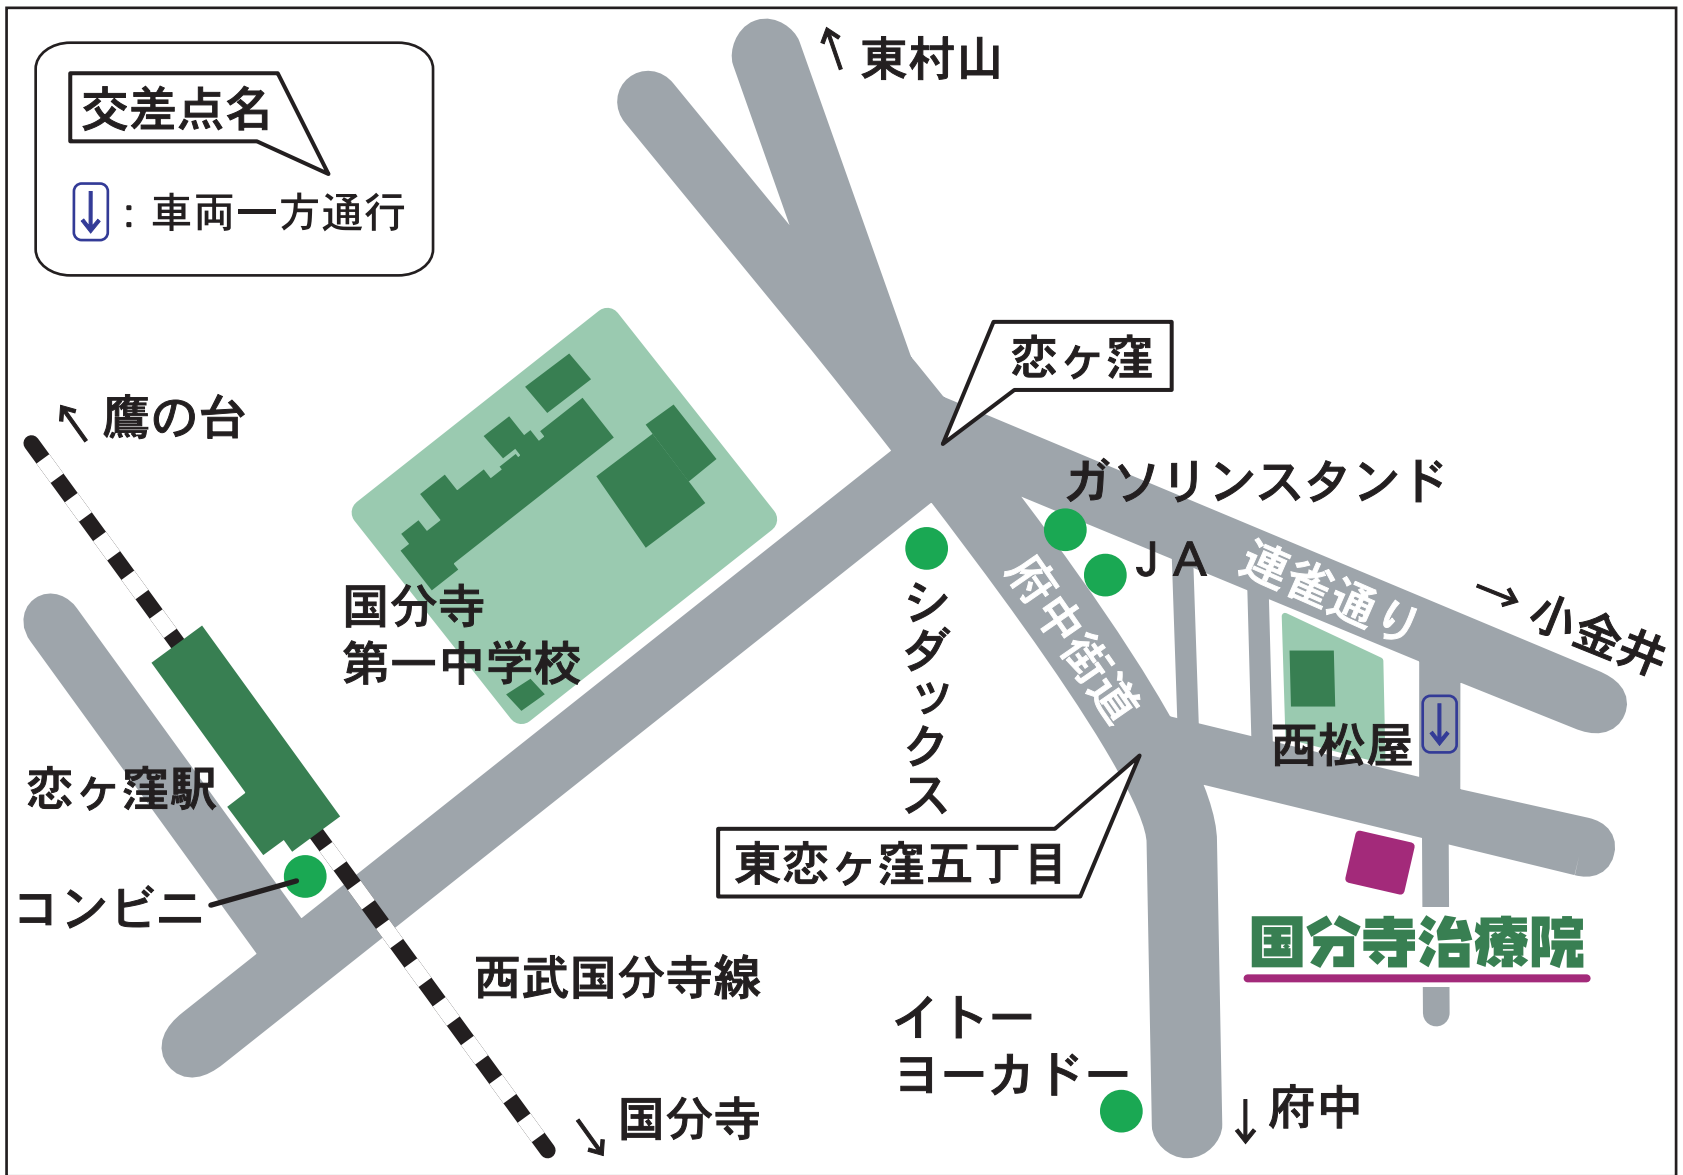 東村山
交差点名
：車両一方通行
恋ヶ窪
鷹の台
ガソリンスタンド
ＪＡ
連雀通り
小金井
府中街道
シダックス
国分寺
第一中学校
西松屋
恋ヶ窪駅
東恋ヶ窪五丁目
コンビニ
国分寺治療院
西武国分寺線
イトー
ヨーカドー
国分寺
府中